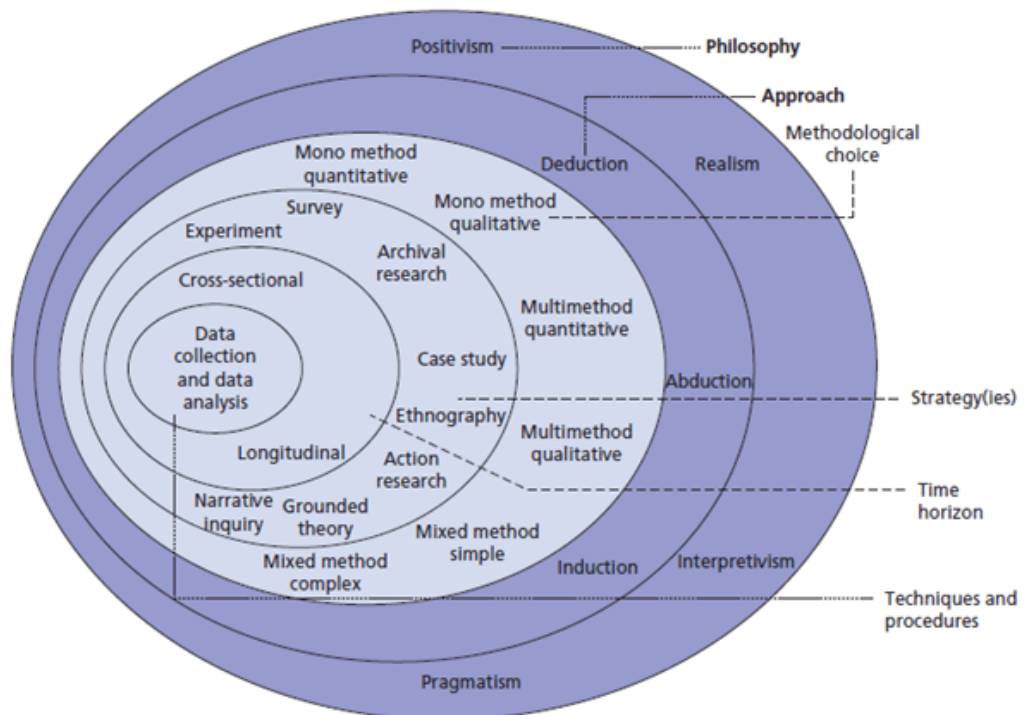 Positivism
Philosophy
Approach
Methodological
choice
Mono method
quantitative
Deduction
Realism
Mono method
qualitative
Survey
Experiment
Archival
research
Cross-sectional
Multimethod
quantitative
Data
collection
and data
analysis
Case study
Abduction
Strategy(ies)
Ethnography
Multimethod
qualitative
Longitudinal
Action
research
Time
horizon
Narrative
inquiry
Grounded
theory
Mixed method
simple
Mixed method
complex
Induction
Interpretivism
Techniques and
procedures
Pragmatism